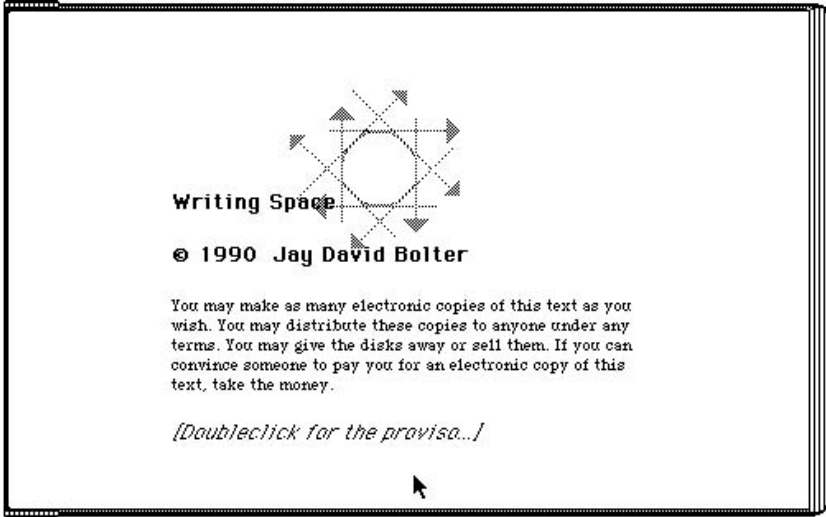 Writing Space
© 1990 Jay David Bolter
You may make as many electronic copies of this text as you
wish. You may distribute these copies to anyone under any
terms. You may give the disks away or sell them. If you can
convince someone to pay you for an electronic copy of this
text, take the money.
[Doubleclick for the proviso...]